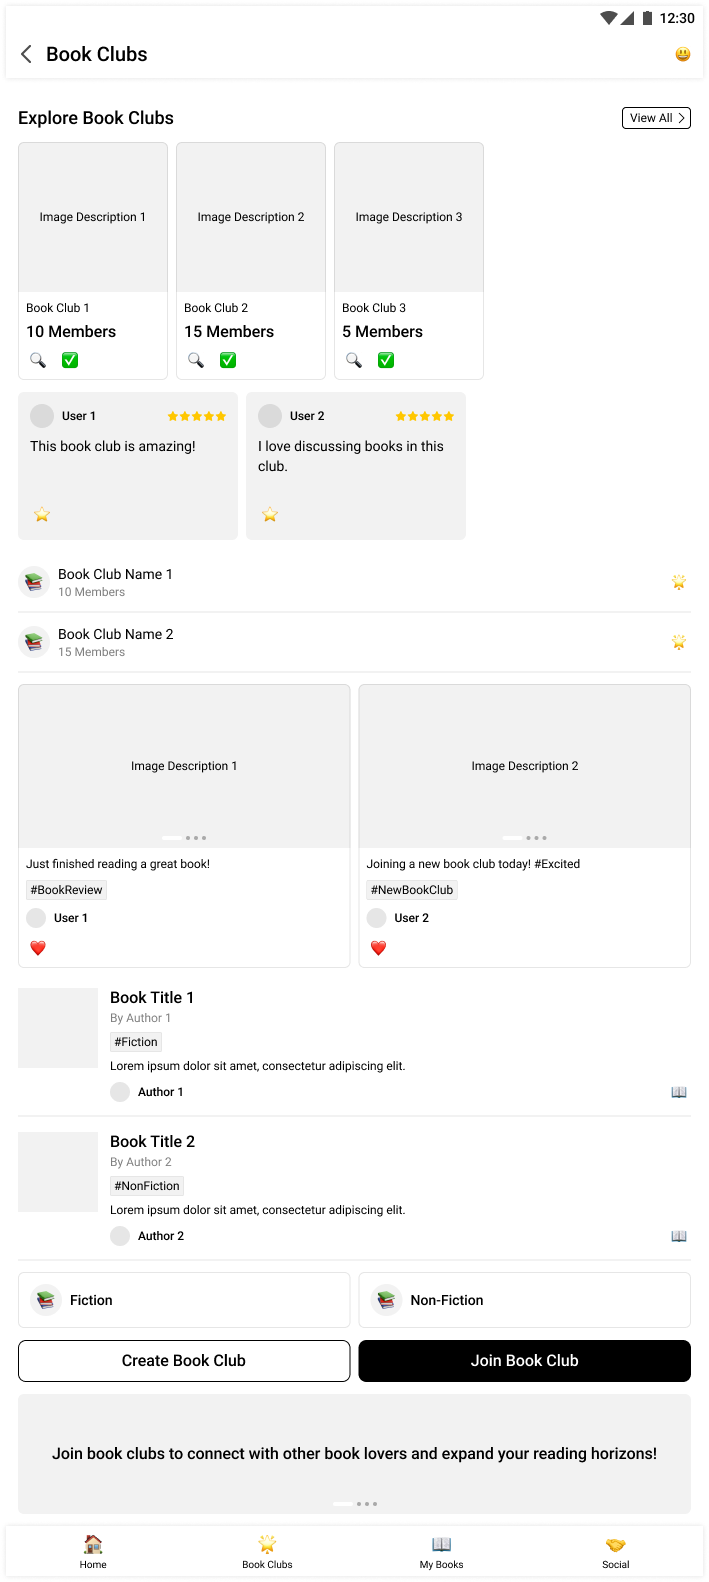 12:30
Book Clubs
Explore Book Clubs
View All
Image Description 1
Image Description 2
Image Description 3
Book Club 1
Book Club 2
Book Club 3
10 Members
15 Members
5 Members
User 1
User 2
This book club is amazing!
I love discussing books in this
club.
Book Club Name 1
10 Members
Book Club Name 2
15 Members
Image Description 1
Image Description 2
Just finished reading a great book!
Joining a new book club today! #Excited
#BookReview
#NewBookClub
User 1
User 2
Book Title 1
By Author 1
#Fiction
Lorem ipsum dolor sit amet, consectetur adipiscing elit.
Author 1
Book Title 2
By Author 2
#NonFiction
Lorem ipsum dolor sit amet, consectetur adipiscing elit.
Author 2
Fiction
Non-Fiction
Create Book Club
Join Book Club
Join book clubs to connect with other book lovers and expand your reading horizons!
Home
Book Clubs
My Books
Social